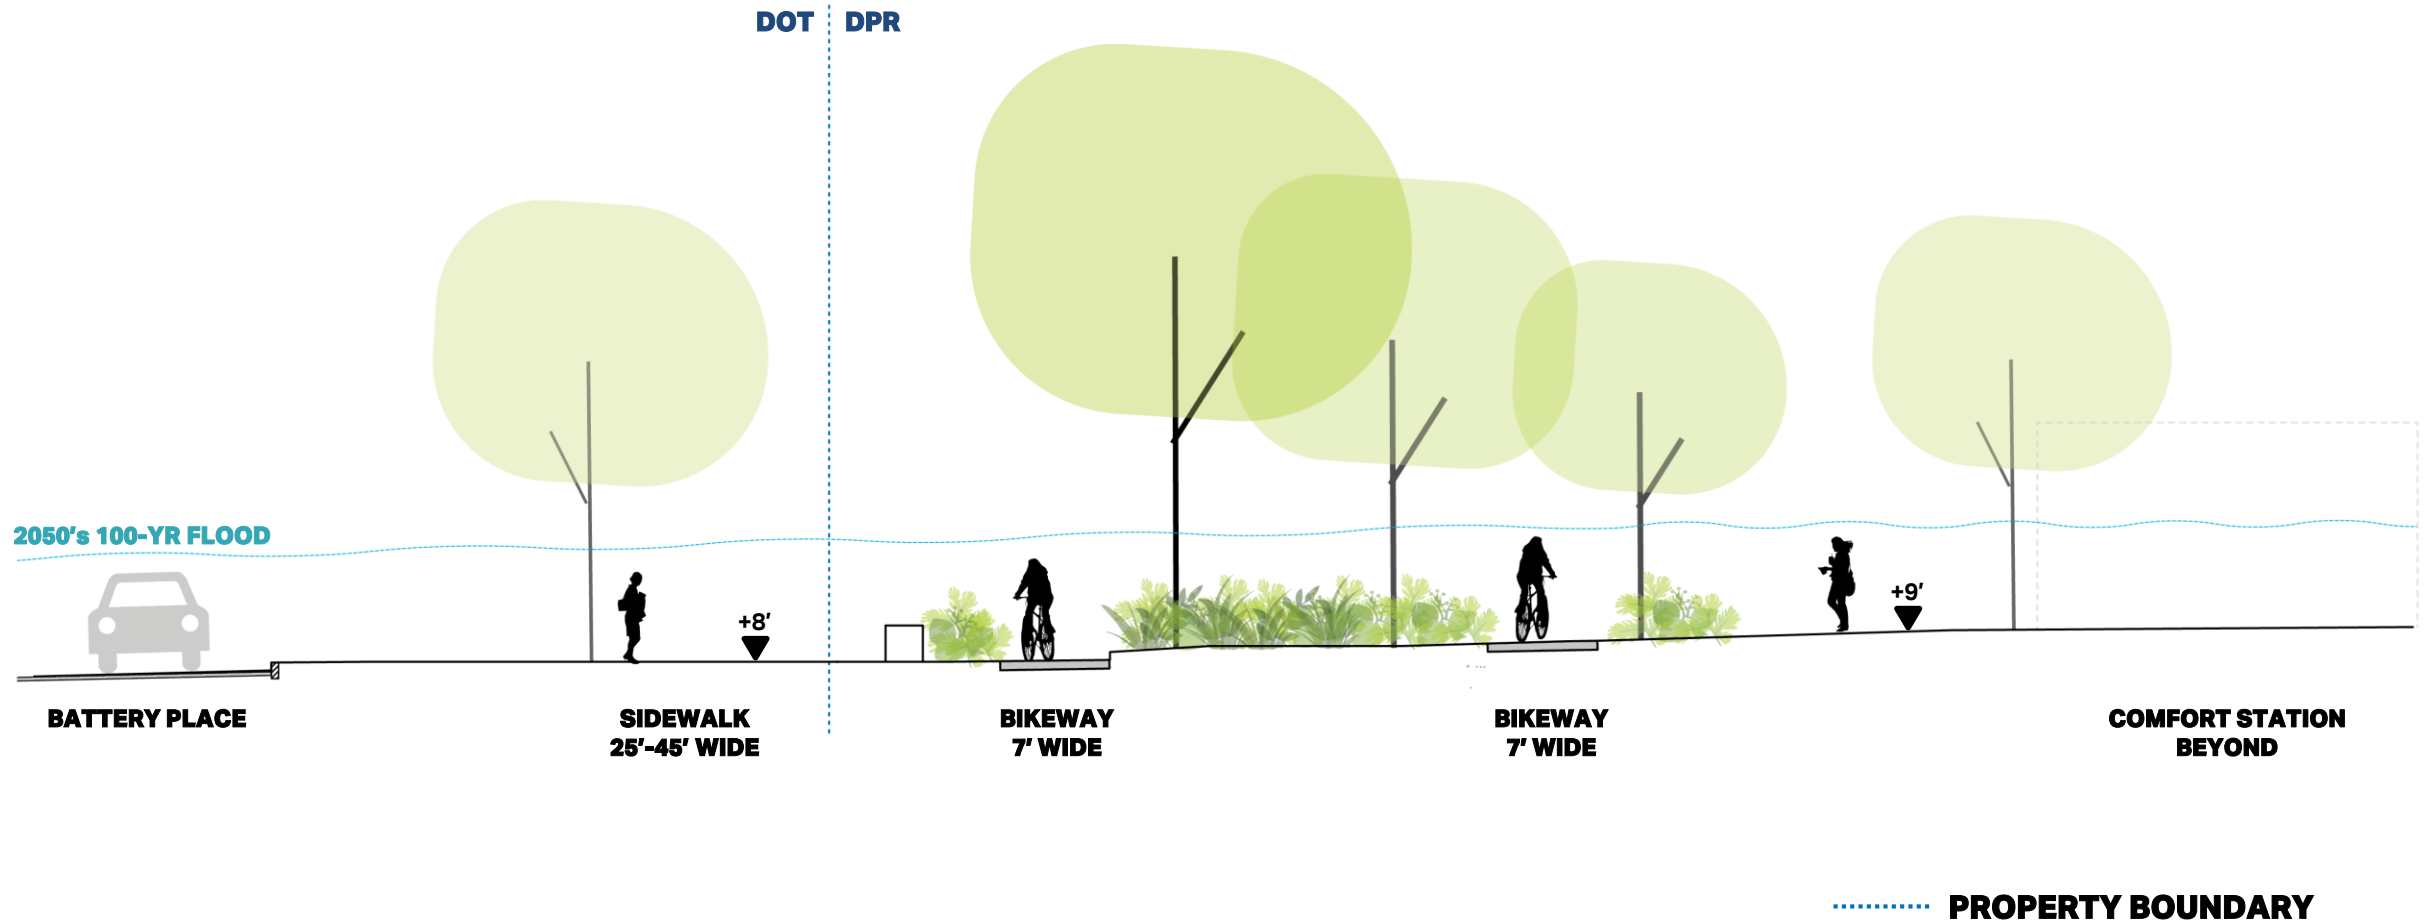 DOT DPR
2050's 100-YR FLOOD
+8'
+9'
BATTERY PLACE
SIDEWALK
25'-45' WIDE
BIKEWAY
7' WIDE
BIKEWAY
7' WIDE
COMFORT STATION
BEYOND
PROPERTY BOUNDARY